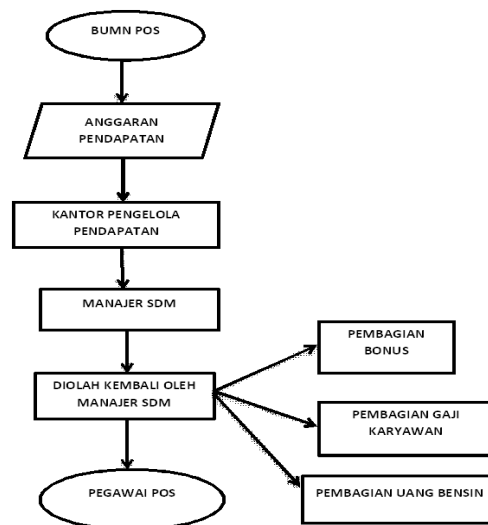 BUMN POS
ANGGARAN
PENDAPATAN
KANTOR PENGELOLA
PENDAPATAN
MANAJER SDM
DIOLAH KEMBALI OLEH
MANAJER SDM
PEMBAGIAN
BONUS
PEMBAGIAN GAJI
KARYAWAN
PEMBAGIAN UANG BENSIN
PEGAWAI POS